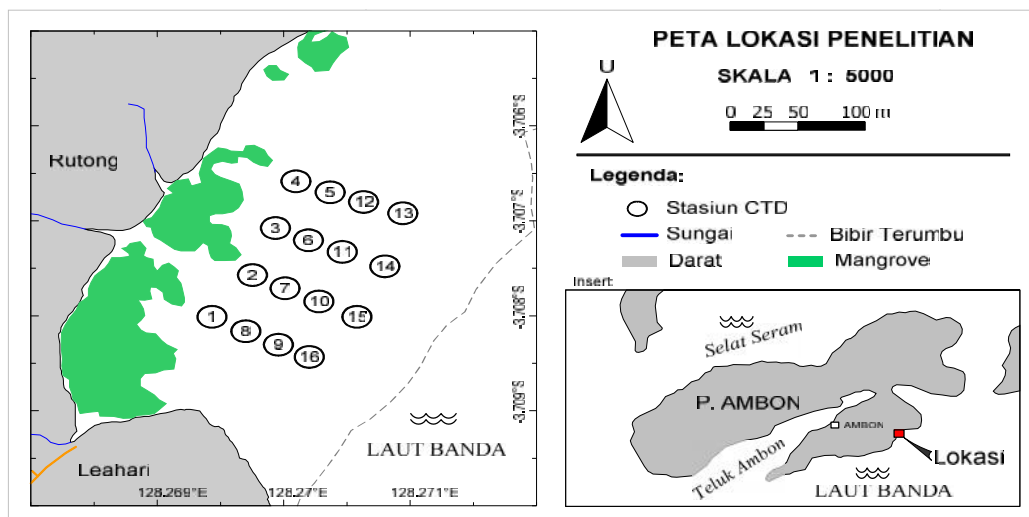 Rutong
4
5
12
13
3
6
11
14
2
7
10
15
1
8
9
16
LAUT BANDA
Leahari
128.269°E
128.27°E
128.271°E
-3.706°S
-3.707°S
-3.708°S
-3.709°S
PETA LOKASI PENELITIAN
SKALA 1 : 5000
U
0 25 50 100 m
Legenda:
Stasiun CTD
Sungai
Bibir Terumbu
Darat
Mangrove
Insert:
Selat Seram
P. AMBON
AMBON
Lokasi
Teluk Ambon
LAUT BANDA